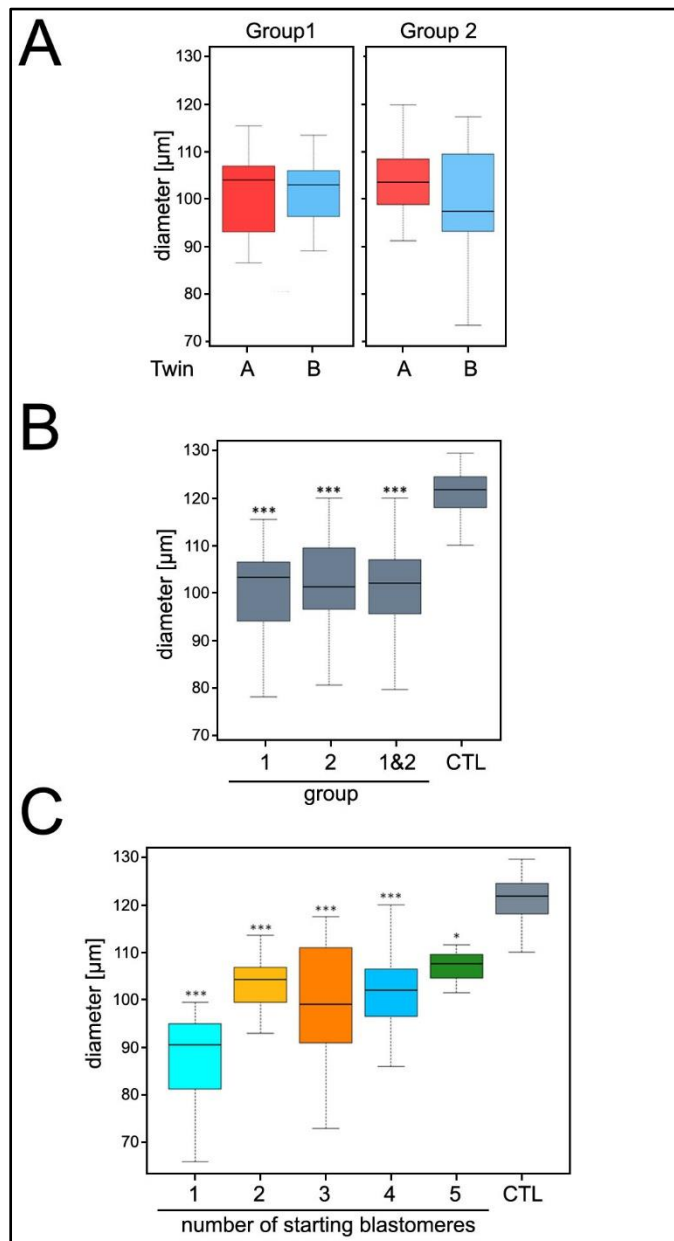 A
Group1
Group 2
130
120
110
100
90
80
70
diameter [µm]
Twin A B A B
B
130
120
110
100
90
80
70
diameter [µm]
*** *** ***
1 2 1&2 CTL
group
C
130
120
110
100
90
80
70
diameter [µm]
*** *** *** *** *
1 2 3 4 5 CTL
number of starting blastomeres